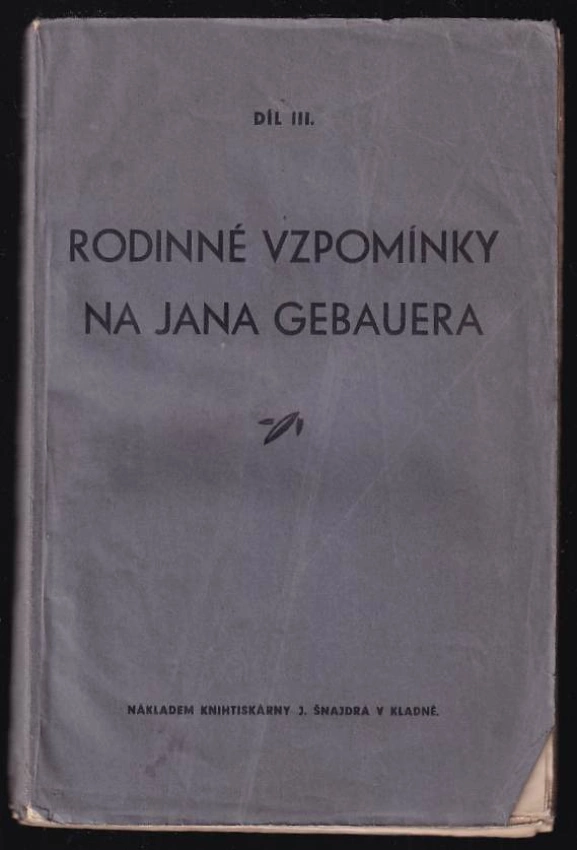 DÍL III.
RODINNÉ VZPOMÍNKY
NA JANA GEBAUERA
NÁKLADEM KNIHTISKÁRNY J. ŠNAJDRA V KLADNĚ.